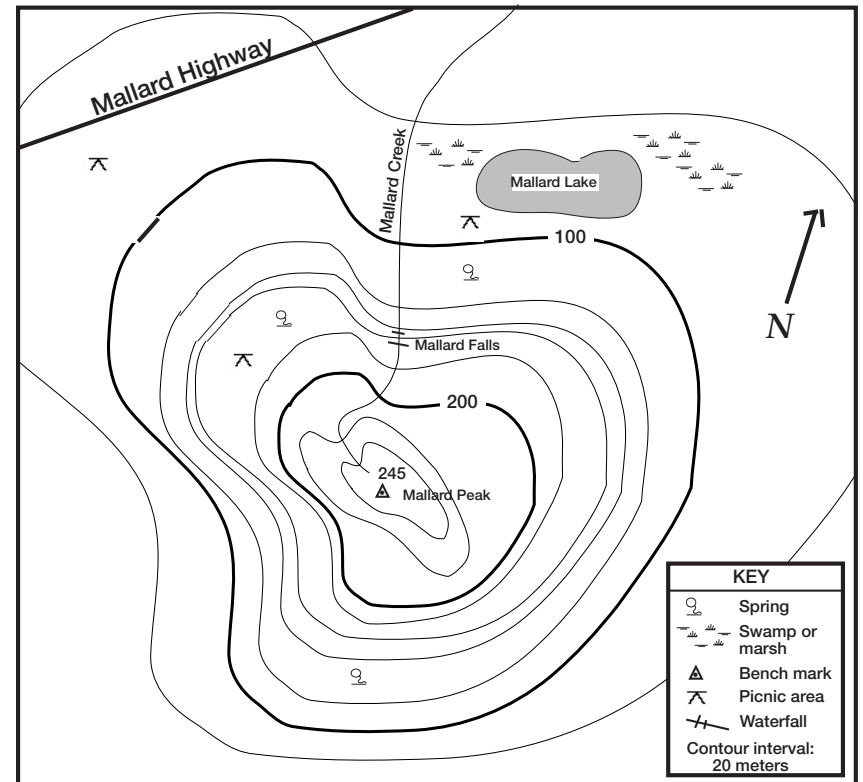 Mallard Highway
Mallard Creek
Mallard Lake
100
N
Mallard Falls
200
245
Mallard Peak
KEY
Spring
Swamp or
marsh
Bench mark
Picnic area
Waterfall
Contour interval:
20 meters